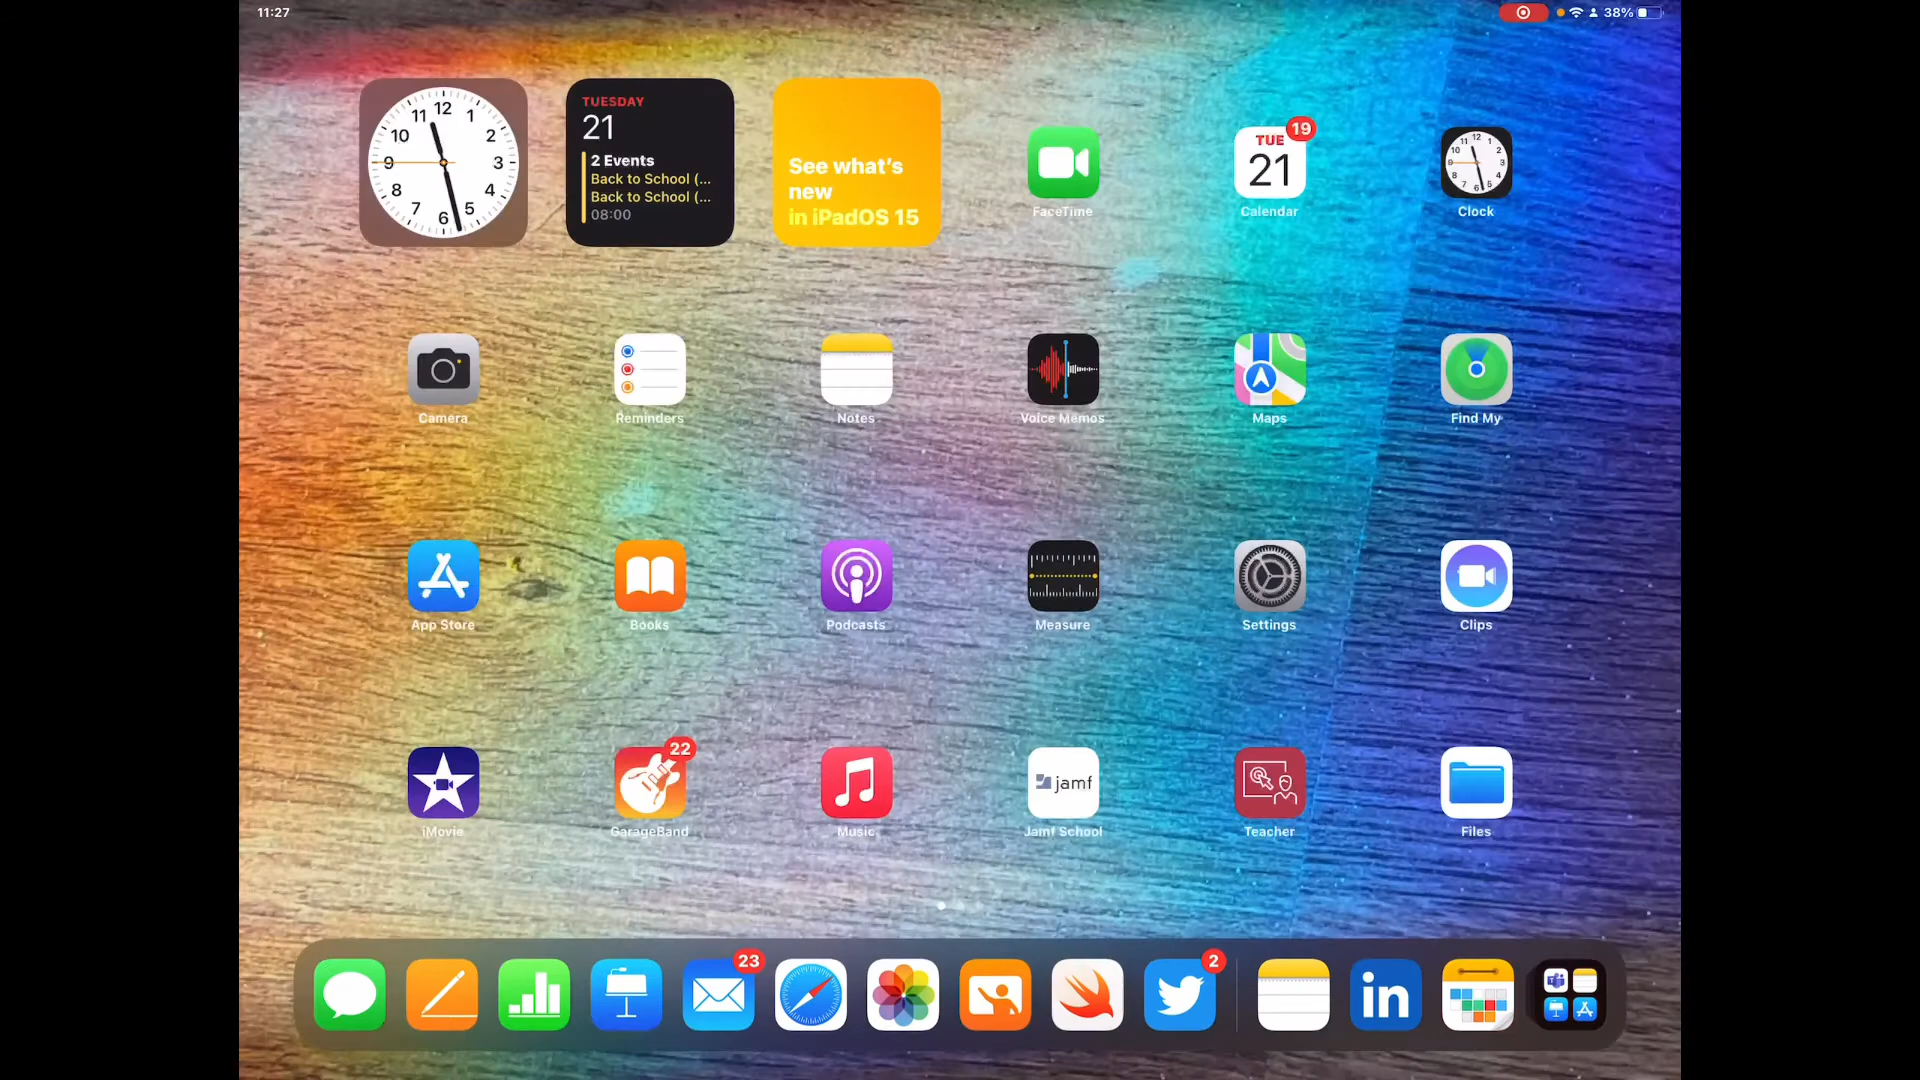 11:27
38%
12
11
1
10
2
9
3
8
4
7
5
6
TUESDAY
21
2 Events
Back to School (...
Back to School (...
08:00
See what's
new
in iPadOS 15
FaceTime
TUE
21
19
Calendar
Clock
Camera
Reminders
Notes
Voice Memos
Maps
Find My
App Store
Books
Podcasts
Measure
Settings
Clips
iMovie
22
GarageBand
Music
jamf
Jamf School
Teacher
Files
23
2
in